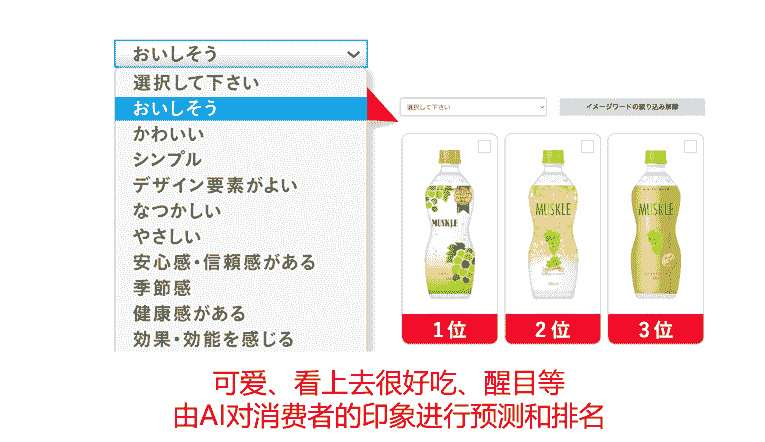 おいしそう
選択して下さい
おいしそう
かわいい
シンプル
デザイン要素がよい
なつかしい
やさしい
安心感・信頼感がある
季節感
健康感がある
効果・効能を感じる
選択して下さい
イメージワードの絞り込み解除
MUSKLE
MUSKLE
MUSKLE
1位
2位
3位
可爱、看上去很好吃、醒目等
由AI对消费者的印象进行预测和排名